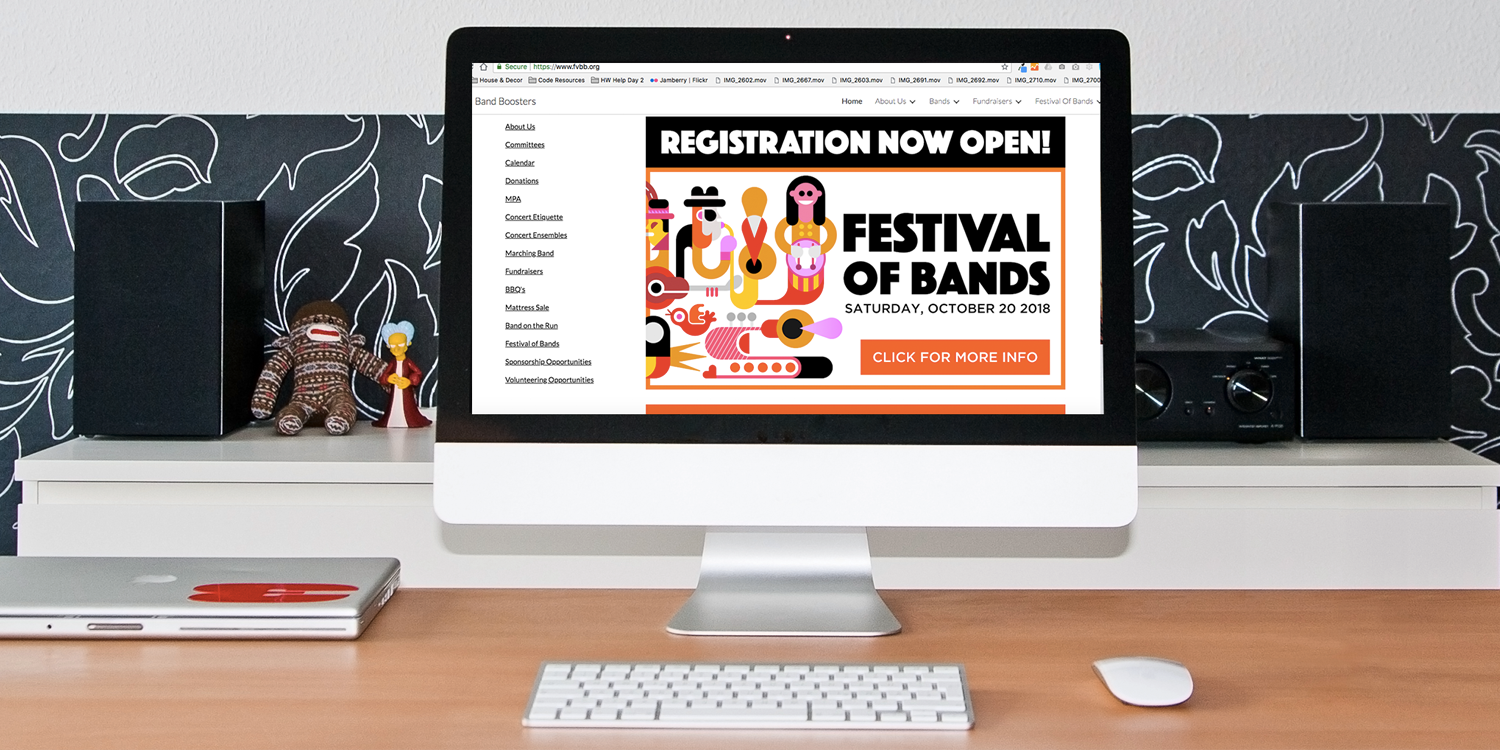 Secure https://www.fvbb.org
House & Decor Code Resources HW Help Day 2 Jamberry | Flickr IMG_2602.mov IMG_2667.mov IMG_2603.mov IMG_2691.mov IMG_2692.mov IMG_2710.mov IMG_2700
Band Boosters Home About Us Bands Fundraisers Festival Of Bands
About Us
Committees
Calendar
Donations
MPA
Concert Etiquette
Concert Ensembles
Marching Band
Fundraisers
BBQ's
Mattress Sale
Band on the Run
Festival of Bands
Sponsorship Opportunities
Volunteering Opportunities
REGISTRATION NOW OPEN!
FESTIVAL
OF BANDS
SATURDAY, OCTOBER 20 2018
CLICK FOR MORE INFO